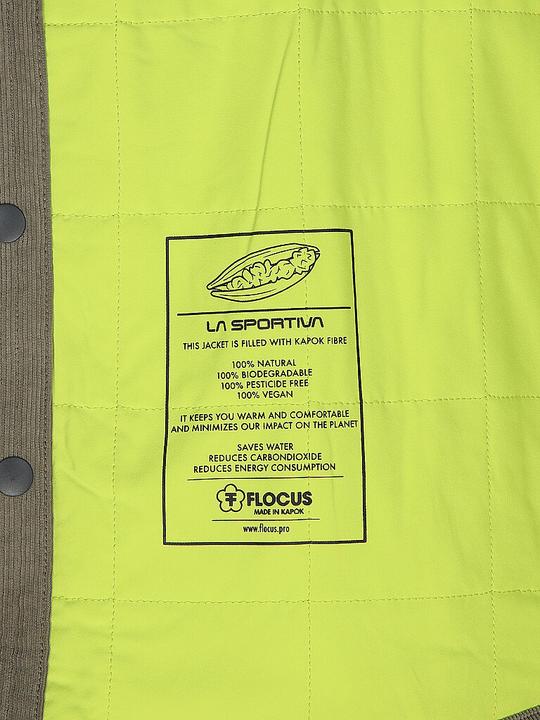 LA SPORTIVA
THIS JACKET IS FILLED WITH KAPOK FIBRE
100% NATURAL
100% BIODEGRADABLE
100% PESTICIDE FREE
100% VEGAN
IT KEEPS YOU WARM AND COMFORTABLE
AND MINIMIZES OUR IMPACT ON THE PLANET
SAVES WATER
REDUCES CARBONDIOXIDE
REDUCES ENERGY CONSUMPTION
FLOCUS
MADE IN KAPOK
www.flocus.pro